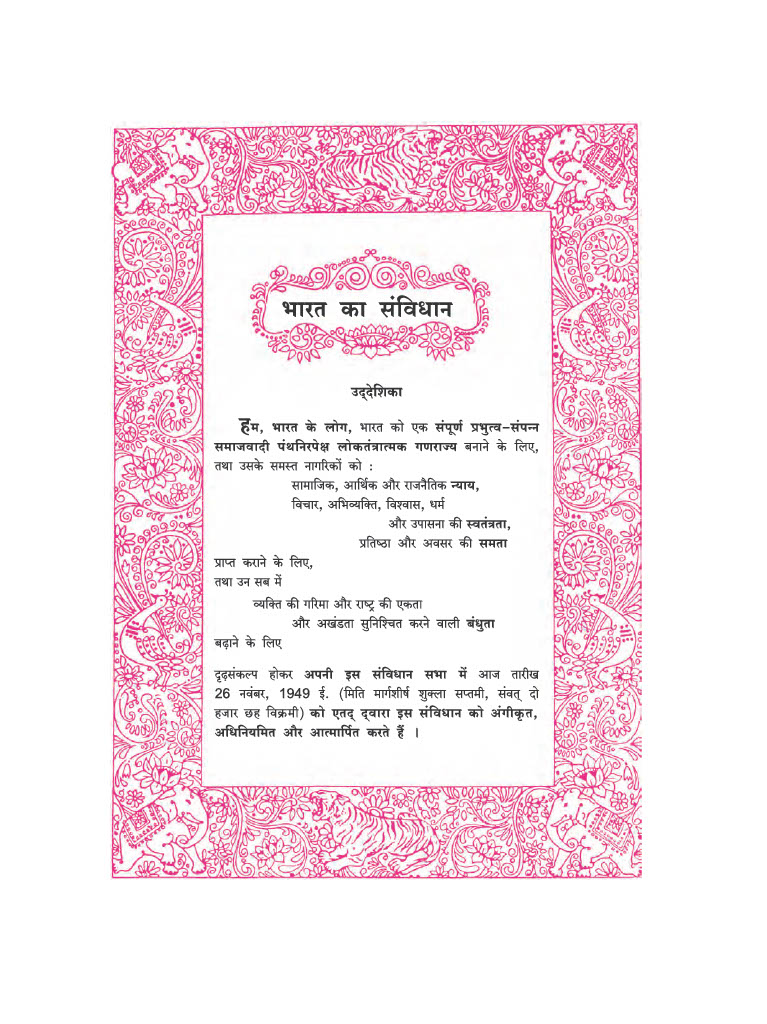 भारत का संविधान
उद्देशिका
हम, भारत के लोग, भारत को एक संपूर्ण प्रभुत्व-संपन्न
समाजवादी पंथनिरपेक्ष लोकतंत्रात्मक गणराज्य बनाने के लिए,
तथा उसके समस्त नागरिकों को :
सामाजिक, आर्थिक और राजनैतिक न्याय,
विचार, अभिव्यक्ति, विश्वास, धर्म
और उपासना की स्वतंत्रता,
प्रतिष्ठा और अवसर की समता
प्राप्त कराने के लिए,
तथा उन सब में
व्यक्ति की गरिमा और राष्ट्र की एकता
और अखंडता सुनिश्चित करने वाली बंधुता
बढ़ाने के लिए
दृढ़संकल्प होकर अपनी इस संविधान सभा में आज तारीख
26 नवंबर, 1949 ई. (मिति मार्गशीर्ष शुक्ला सप्तमी, संवत् दो
हजार छह विक्रमी) को एतद् द्वारा इस संविधान को अंगीकृत,
अधिनियमित और आत्मार्पित करते हैं ।